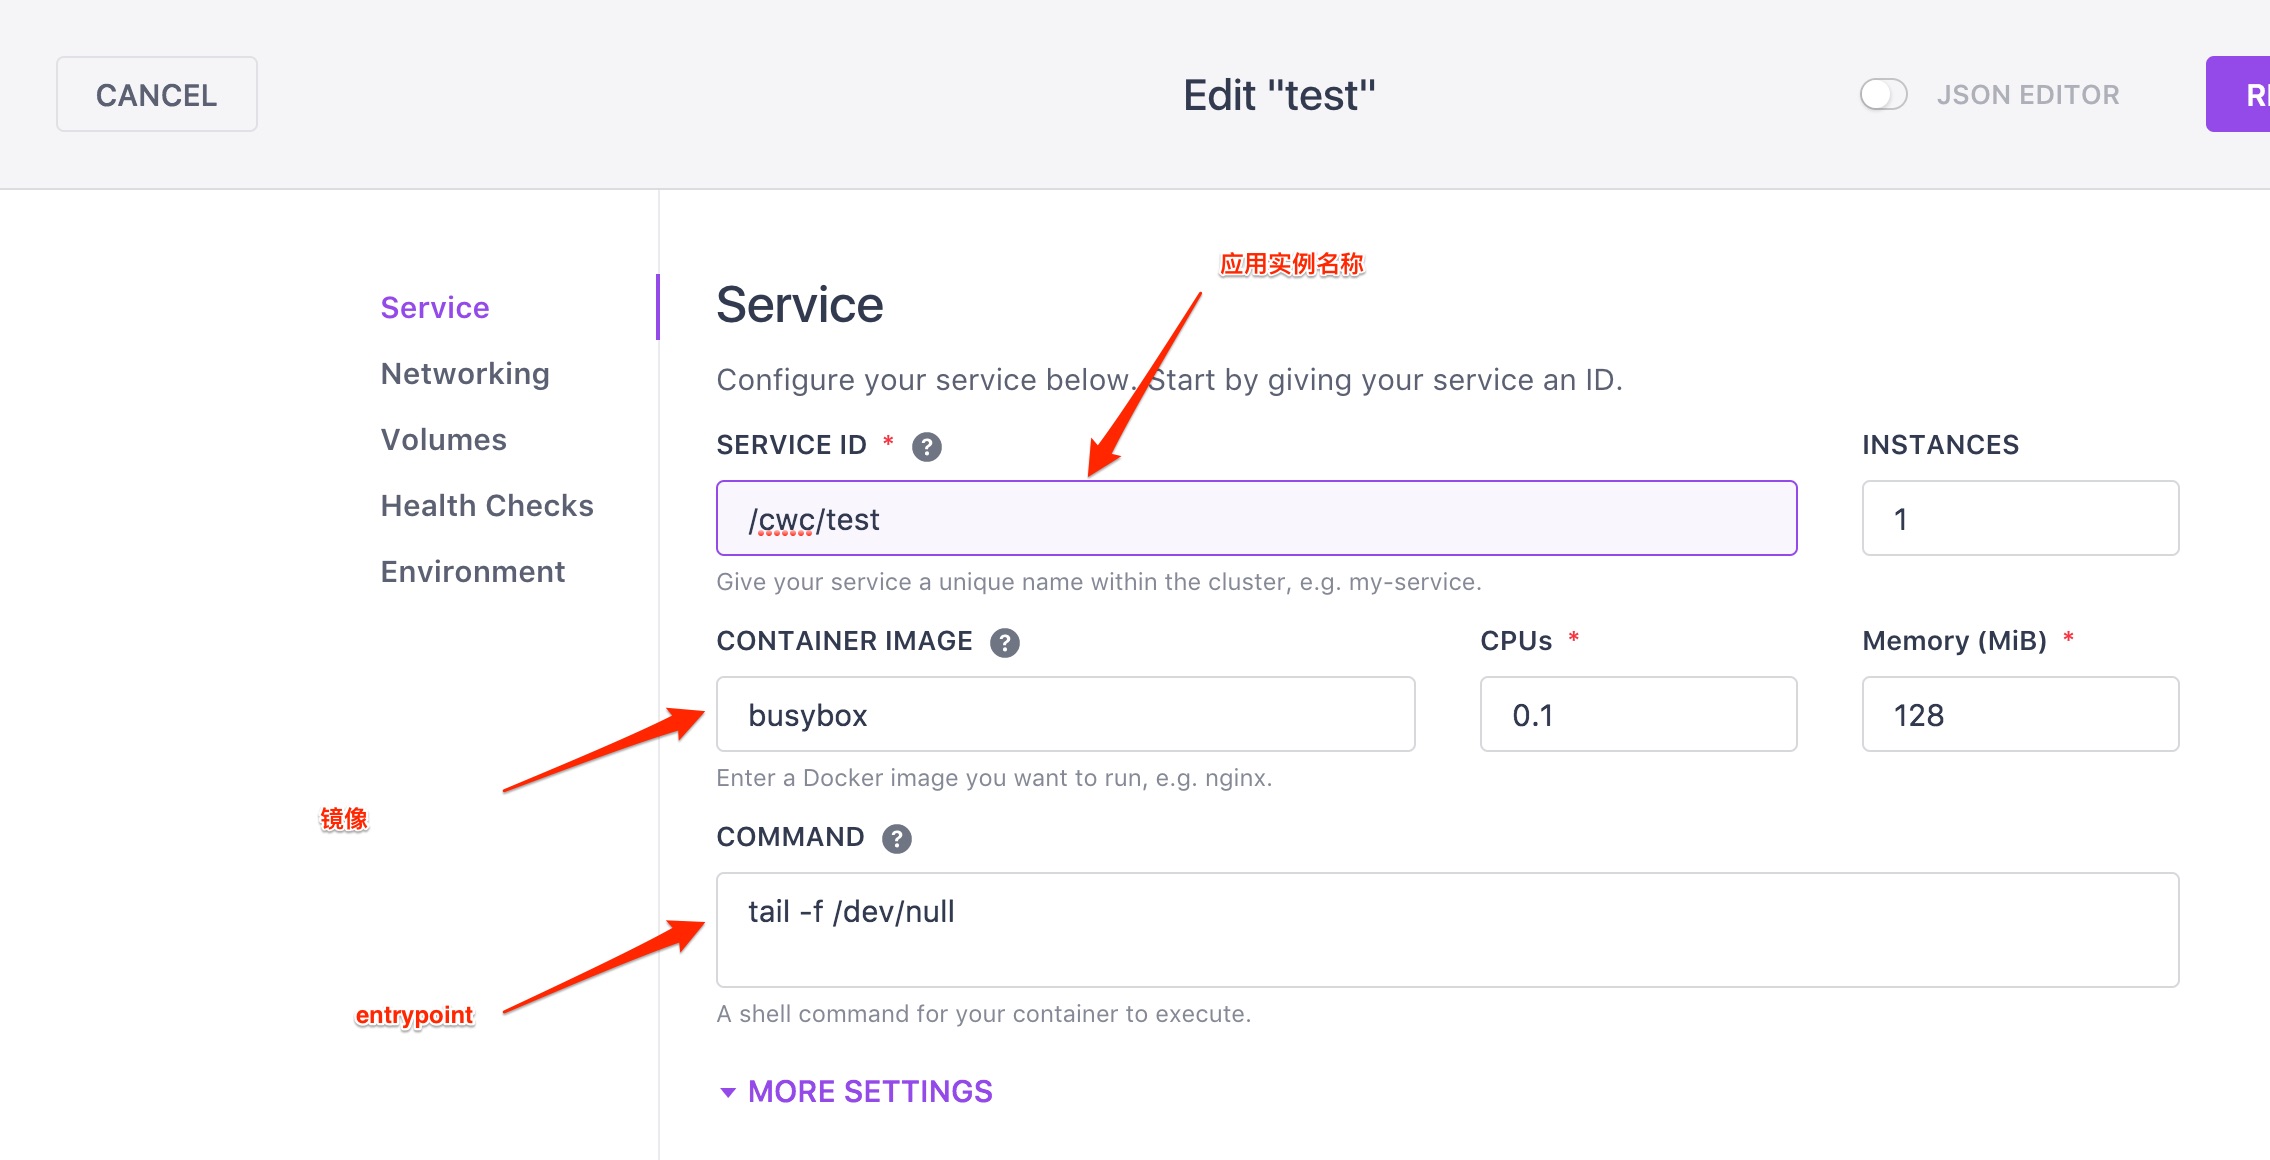 CANCEL
Edit "test"
JSON EDITOR
Service
Networking
Volumes
Health Checks
Environment
应用实例名称
Service
Configure your service below. Start by giving your service an ID.
SERVICE ID * ?
INSTANCES
/cwc/test
1
Give your service a unique name within the cluster, e.g. my-service.
CONTAINER IMAGE ?
CPUs *
Memory (MiB) *
busybox
0.1
128
Enter a Docker image you want to run, e.g. nginx.
镜像
COMMAND ?
tail -f /dev/null
entrypoint
A shell command for your container to execute.
MORE SETTINGS